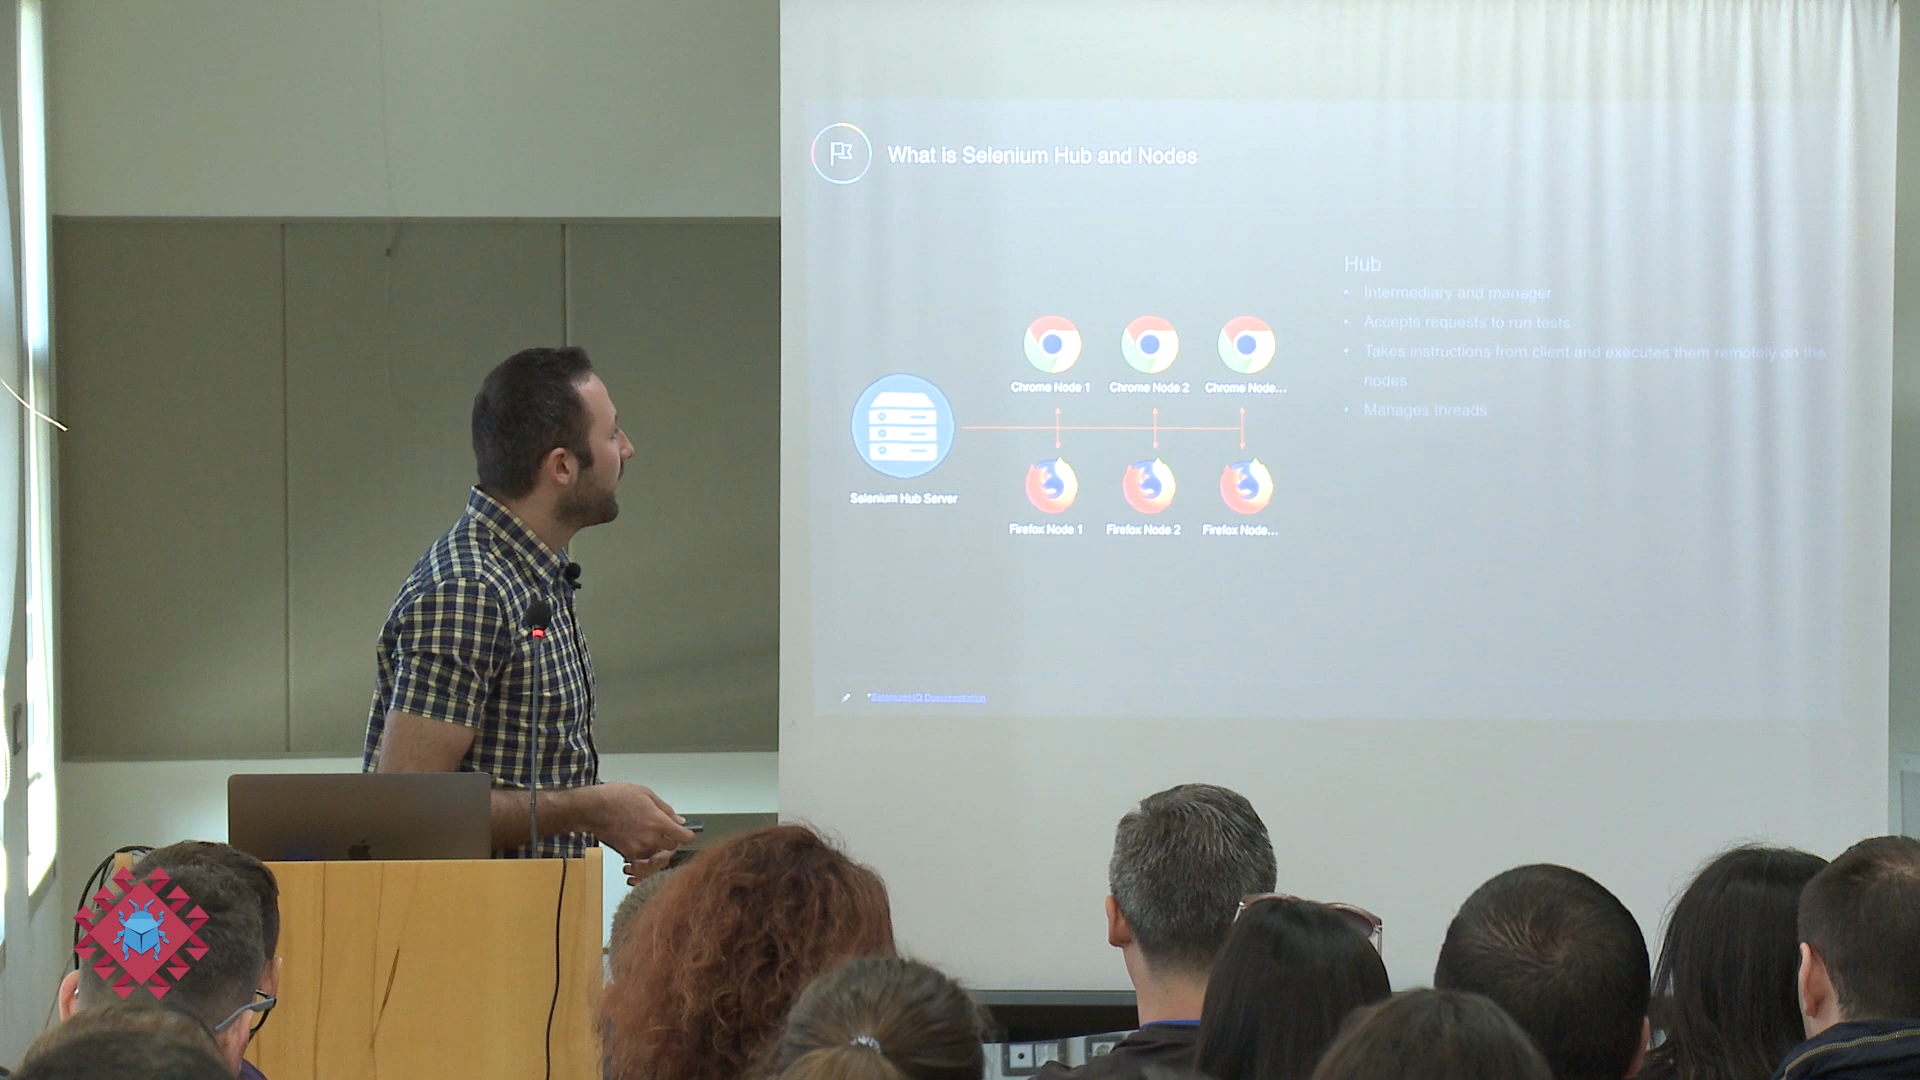 What is Selenium Hub and Nodes
Hub
• Intermediary and manager
• Accepts requests to run tests
• Takes instructions from client and executes them remotely on the
nodes
• Manages threads
Chrome Node 1
Chrome Node 2
Chrome Node...
Selenium Hub Server
Firefox Node 1
Firefox Node 2
Firefox Node...
*SeleniumHQ Documentation